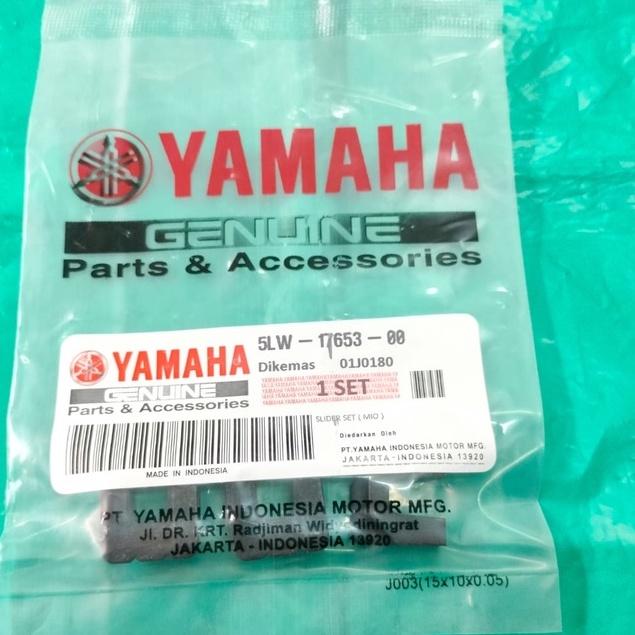 YAMAHA
GENUINE
Parts & Accessories
5LW-17653-00
YAMAHA
Dikemas 01J0180
GENUINE
1 SET
Parts & Accessories
SLIDER SET ( MIO )
Diedarkan Oleh
PT.YAMAHA INDONESIA MOTOR MFG.
JAKARTA - INDONESIA 13920
MADE IN INDONESIA
PT. YAMAHA INDONESIA MOTOR MFG.
Jl. DR. KRT. Radjiman Widyodiningrat
JAKARTA - INDONESIA 13920
J003(15x10x0.05)